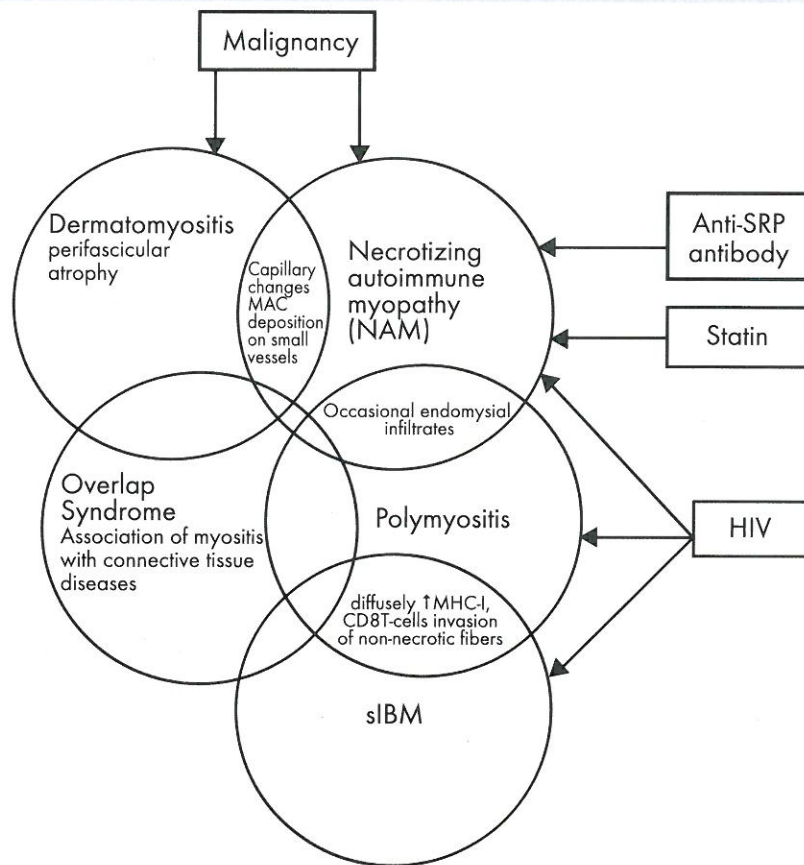 Malignancy
Dermatomyositis
perifascicular
atrophy
Capillary
changes
MAC
deposition
on small
vessels
Necrotizing
autoimmune
myopathy
(NAM)
Anti-SRP
antibody
Statin
Occasional endomysial
infiltrates
Overlap
Syndrome
Association of myositis
with connective tissue
diseases
Polymyositis
HIV
diffusely ↑MHC-I,
CD8T-cells invasion
of non-necrotic fibers
sIBM